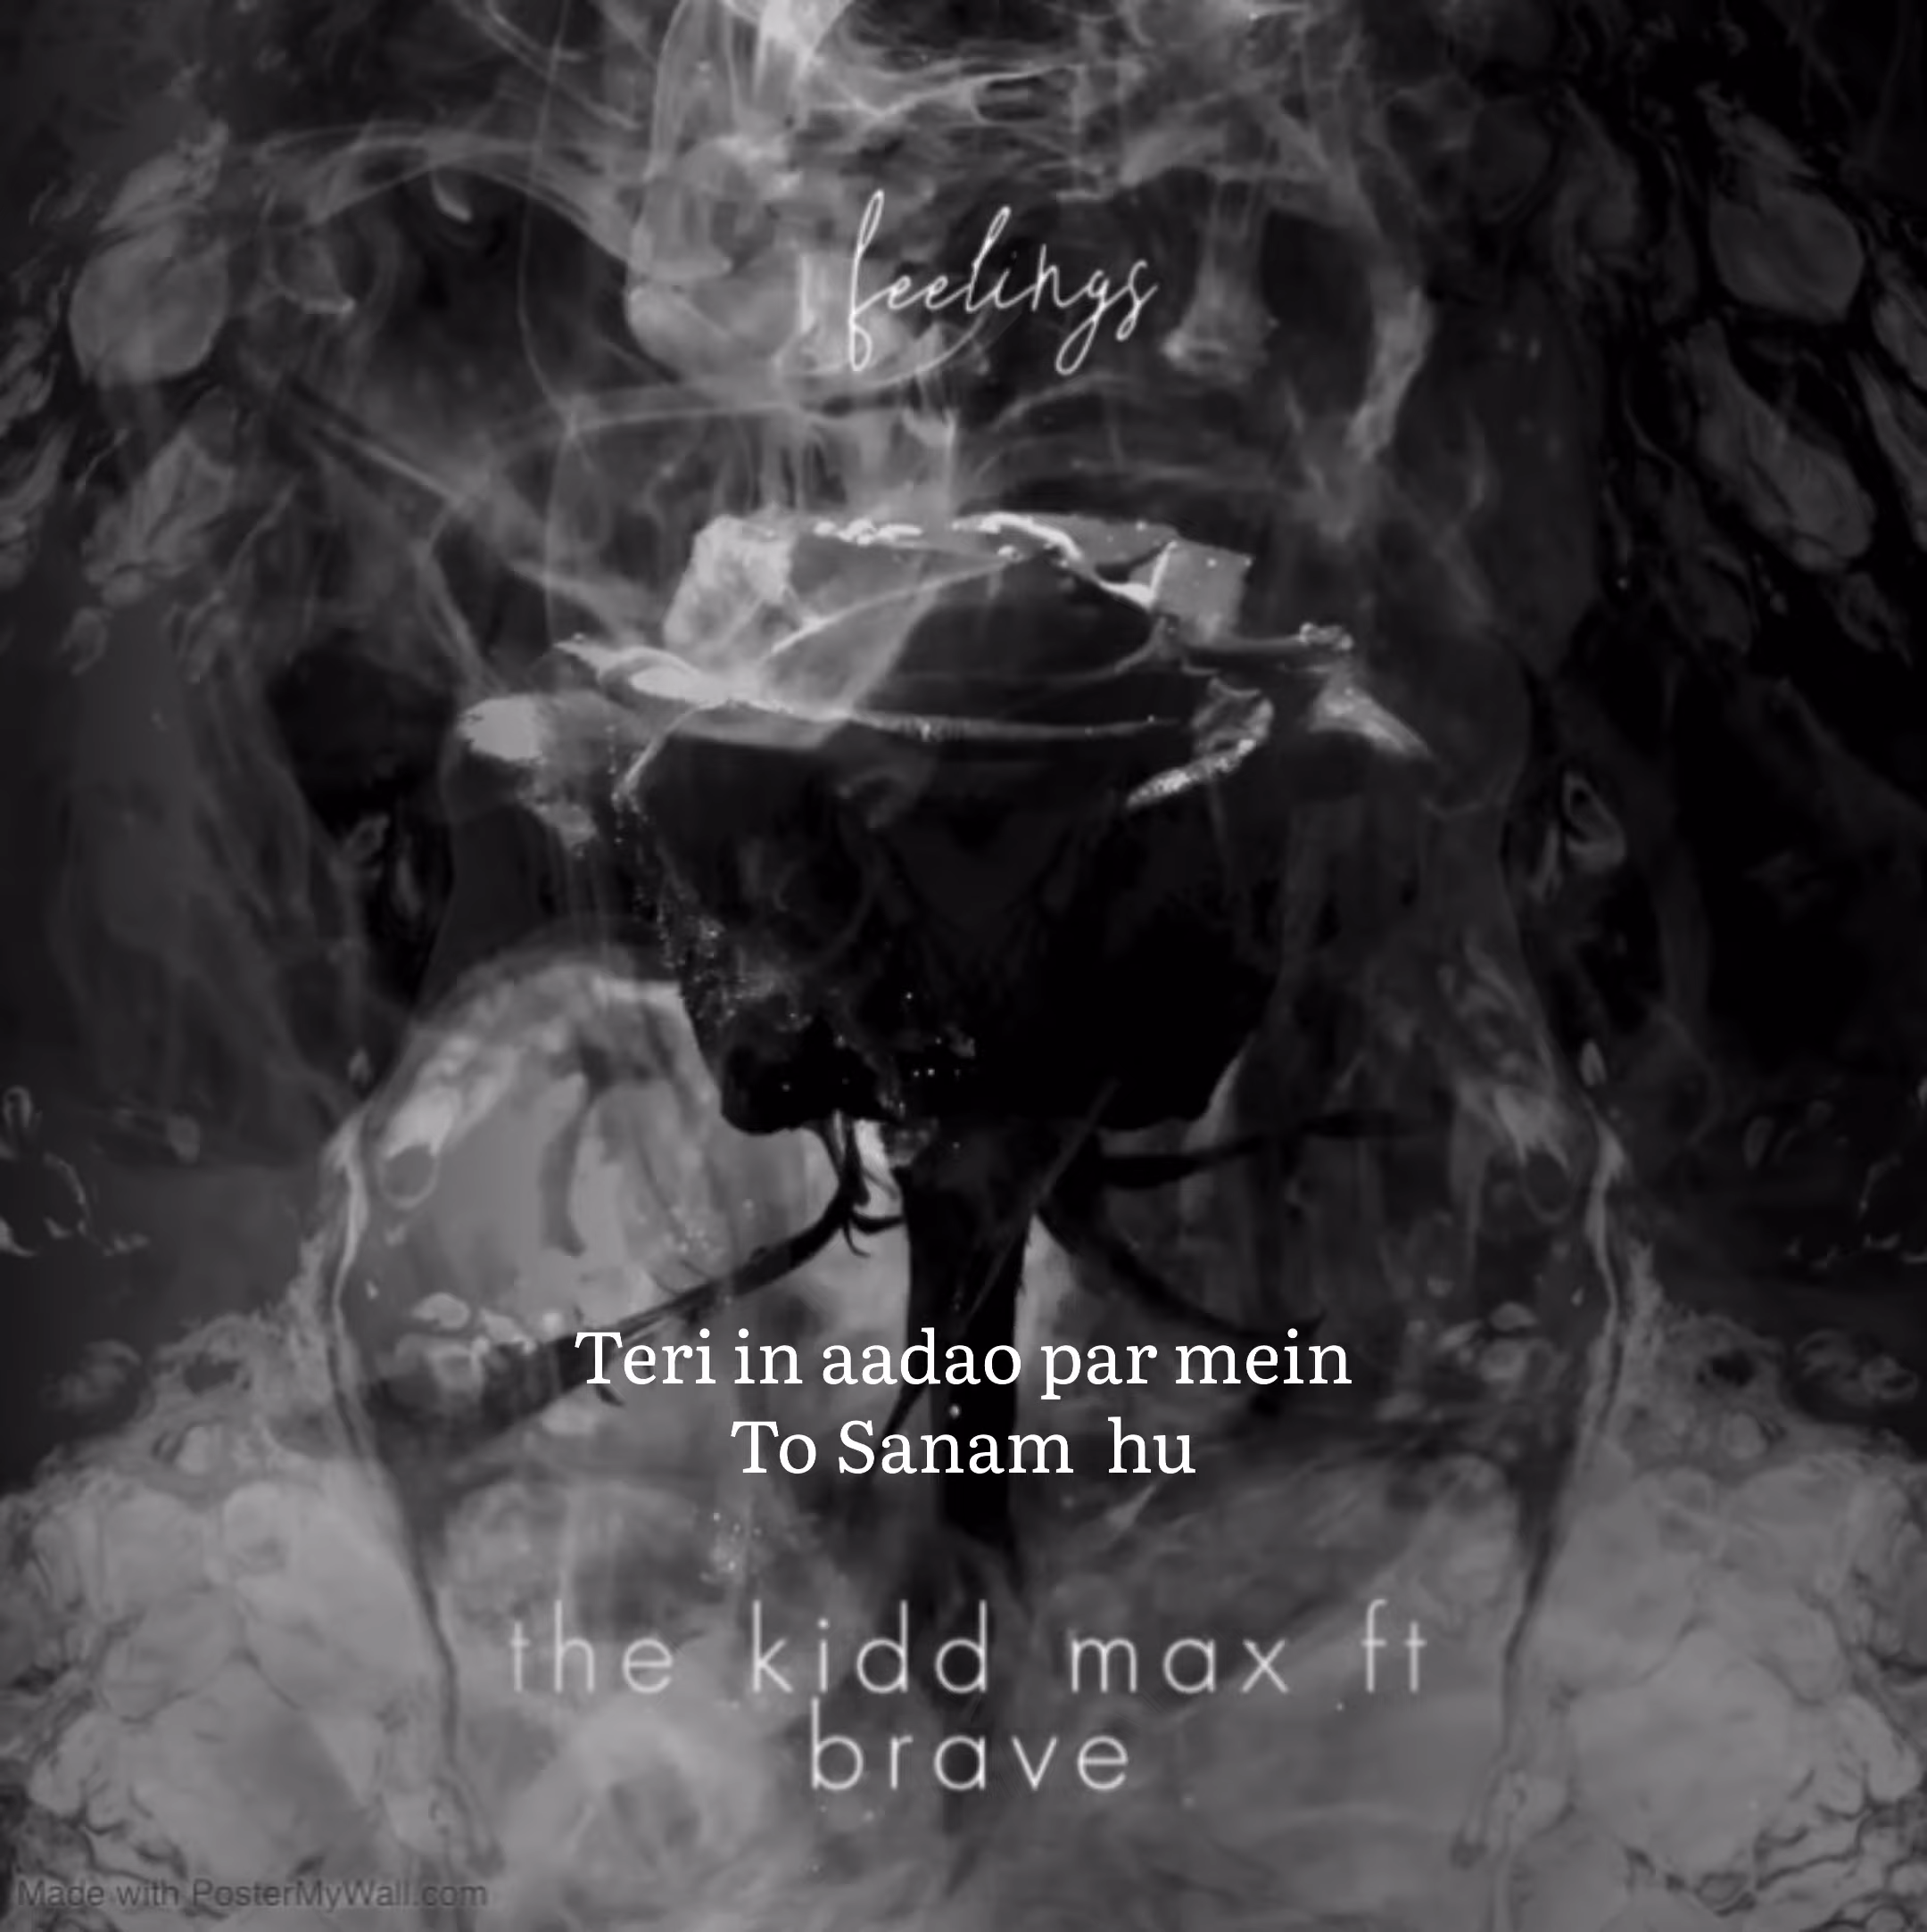 feelings
Teri in aadao par mein
To Sanam hu
the kidd max ft
brave
Made with PosterMyWall.com